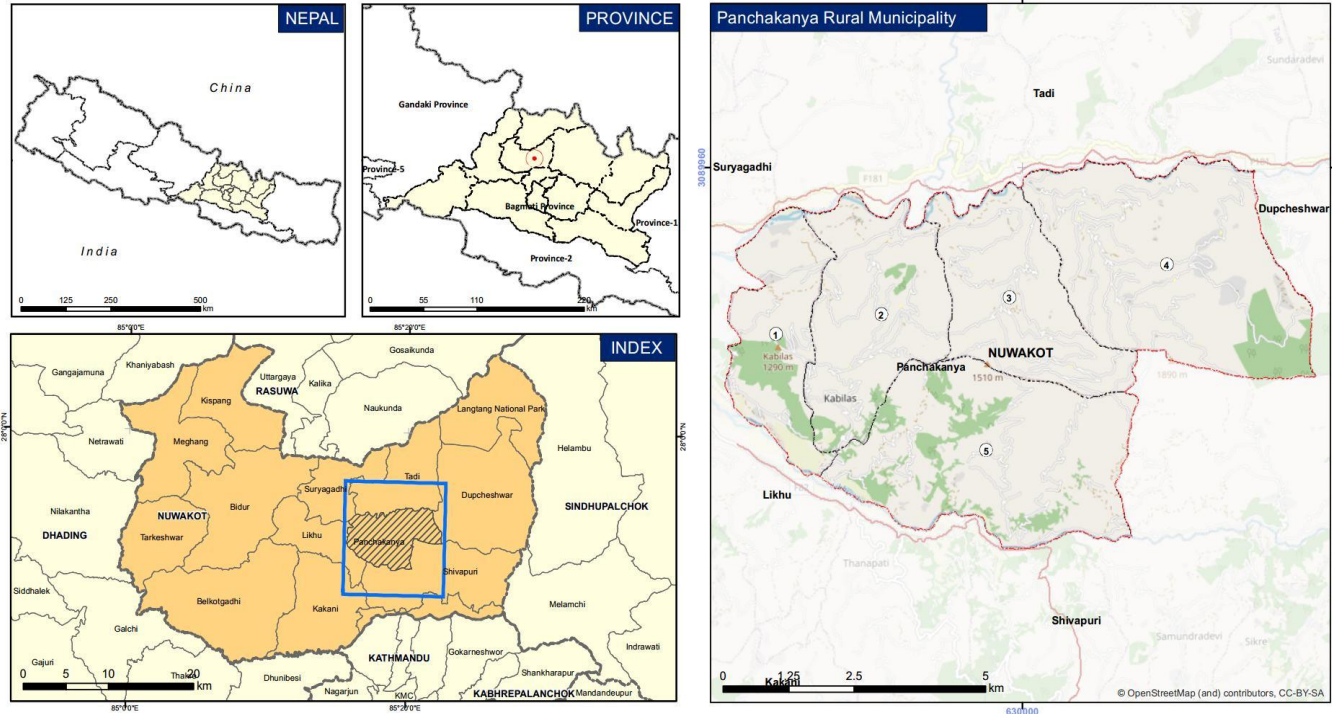 NEPAL
China
India
0 125 250 500
km
PROVINCE
Gandaki Province
Province-5
Bagmati Province
Province-1
Province-2
0 55 110 220
km
85°0'0"E 85°20'0"E
INDEX
Gosaikunda
Khaniyabash
Gangajamuna
Uttargaya
RASUWA
Kalika
Kispang
Naukunda
Langtang National Park
28°0'0"N
28°0'0"N
Netrawati
Meghang
Helambu
Tadi
Suryagadhi
Dupcheshwar
Bidur
Nilakantha
NUWAKOT
SINDHUPALCHOK
DHADING
Tarkeshwar
Likhu
Panchakanya
Shivapuri
Siddhalek
Belkotgadhi
Kakani
Melamchi
Galchi
Indrawati
Gokarneshwor
KATHMANDU
Gajuri
Dhunibesi
Shankharapur
Nagarjun
KMC
KABHREPALANCHOK
Mandandeupur
0 5 10 20
km
85°0'0"E 85°20'0"E
Panchakanya Rural Municipality
Sundaradevi
Tadi
3089960
Suryagadhi
F181
Dupcheshwar
4
3
2
1
Kabilas
1290 m
NUWAKOT
Panchakanya
1510 m
1890 m
Kabilas
5
Likhu
Thanapati
Shivapuri
Samundradevi
Sikre
Kakani
0 1.25 2.5 5
km
© OpenStreetMap (and) contributors, CC-BY-SA
630000